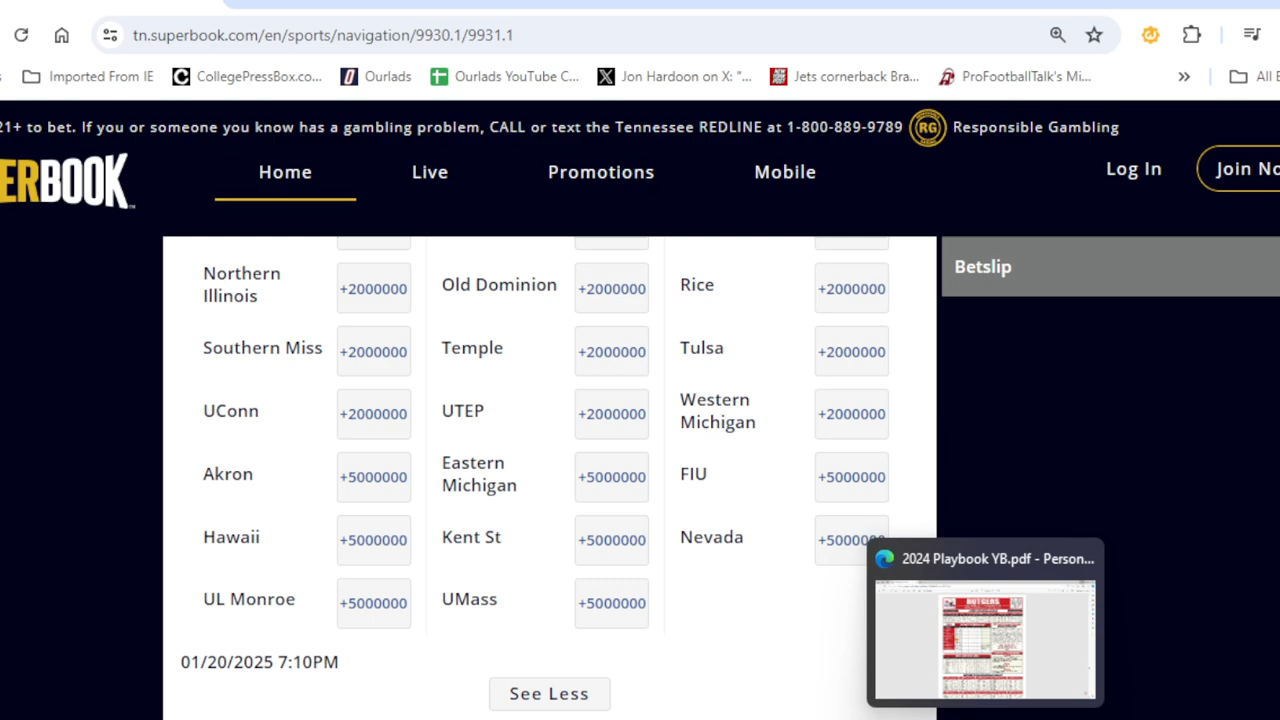 tn.superbook.com/en/sports/navigation/9930.1/9931.1
Imported From IE
CollegePressBox.co...
Ourlads
Ourlads YouTube C...
Jon Hardoon on X: "...
Jets cornerback Bra...
ProFootballTalk's Mi...
»
All B
21+ to bet. If you or someone you know has a gambling problem, CALL or text the Tennessee REDLINE at 1-800-889-9789 RG Responsible Gambling
ERBOOK
Home
Live
Promotions
Mobile
Log In
Join No
Betslip
Northern
Illinois
+2000000
Old Dominion
+2000000
Rice
+2000000
Southern Miss
+2000000
Temple
+2000000
Tulsa
+2000000
UConn
+2000000
UTEP
+2000000
Western
Michigan
+2000000
Akron
+5000000
Eastern
Michigan
+5000000
FIU
+5000000
Hawaii
+5000000
Kent St
+5000000
Nevada
+5000000
UL Monroe
+5000000
UMass
+5000000
2024 Playbook YB.pdf - Person...
RUTGERS
01/20/2025 7:10PM
See Less